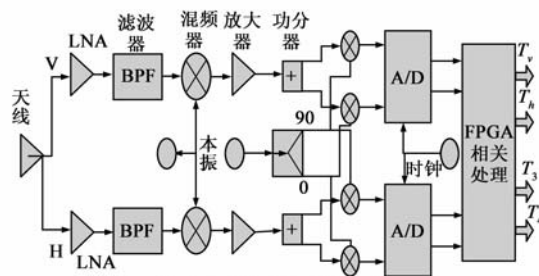 滤波器
混频器
放大器
功分器
LNA
V
BPF
+
A/D
T_v
T_h
天线
本振
90
0
时钟
FPGA
相关
处理
T_3
H
LNA
BPF
+
A/D